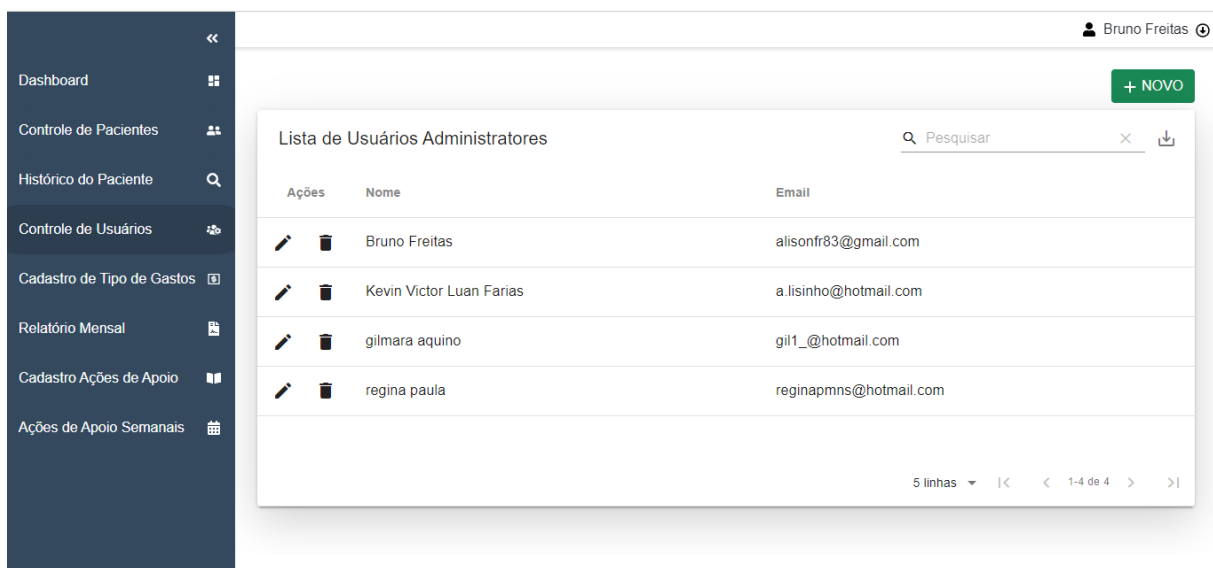 Bruno Freitas
Dashboard
+ NOVO
Controle de Pacientes
Lista de Usuários Administratores
Pesquisar
Histórico do Paciente
Ações Nome Email
Controle de Usuários
Bruno Freitas alisonfr83@gmail.com
Cadastro de Tipo de Gastos
Kevin Victor Luan Farias a.lisinho@hotmail.com
Relatório Mensal
gilmara aquino gil1_@hotmail.com
Cadastro Ações de Apoio
regina paula reginapmns@hotmail.com
Ações de Apoio Semanais
5 linhas 1-4 de 4